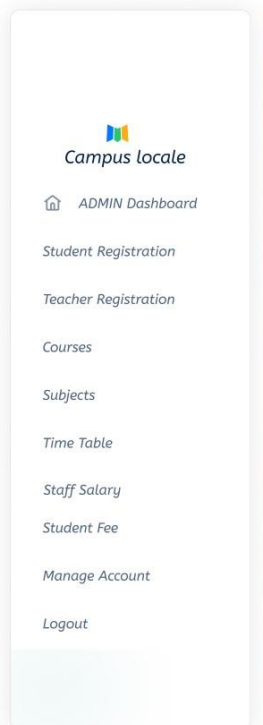 Campus locale
ADMIN Dashboard
Student Registration
Teacher Registration
Courses
Subjects
Time Table
Staff Salary
Student Fee
Manage Account
Logout